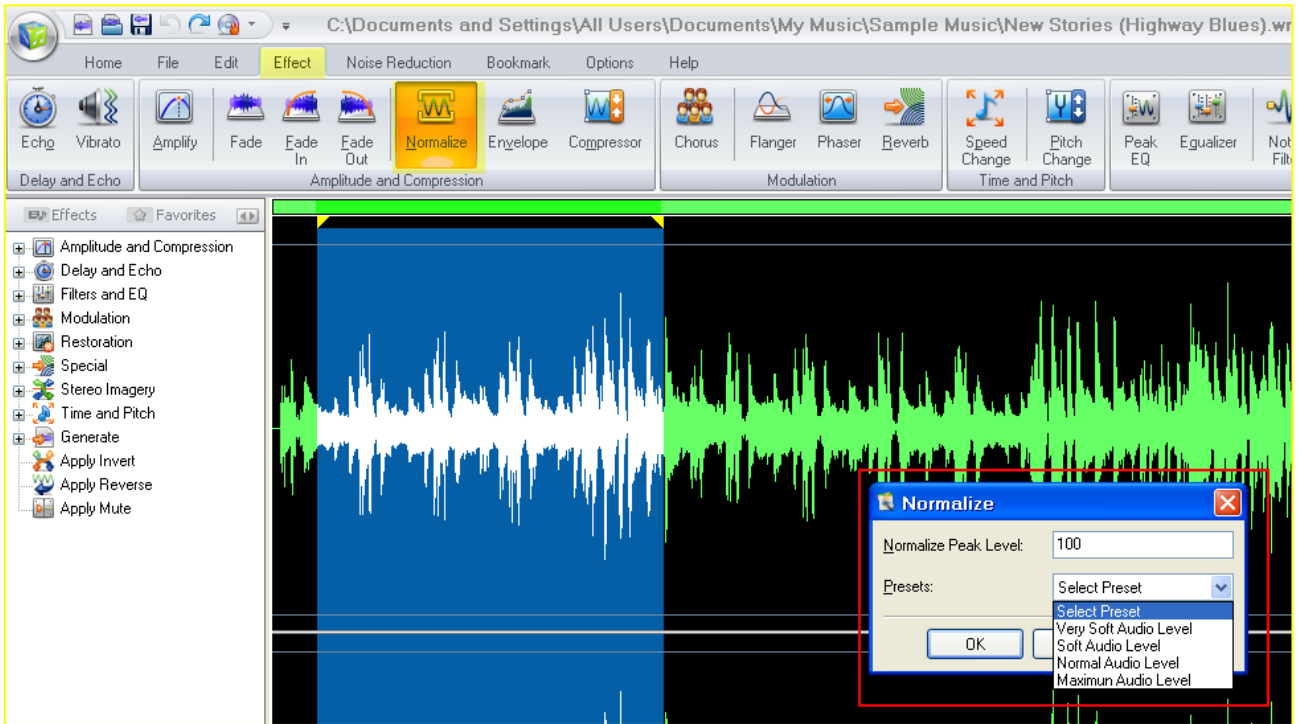 C:\Documents and Settings\All Users\Documents\My Music\Sample Music\New Stories (Highway Blues).wm
Home File Edit Effect Noise Reduction Bookmark Options Help
Echo Vibrato Amplify Fade Fade In Fade Out Normalize Envelope Compressor Chorus Flanger Phaser Reverb Speed Change Pitch Change Peak EQ Equalizer
Delay and Echo Amplitude and Compression Modulation Time and Pitch
Effects Favorites
Amplitude and Compression
Delay and Echo
Filters and EQ
Modulation
Restoration
Special
Stereo Imagery
Time and Pitch
Generate
Apply Invert
Apply Reverse
Apply Mute
Normalize
Normalize Peak Level: 100
Presets: Select Preset
Select Preset
Very Soft Audio Level
OK Soft Audio Level
Normal Audio Level
Maximun Audio Level